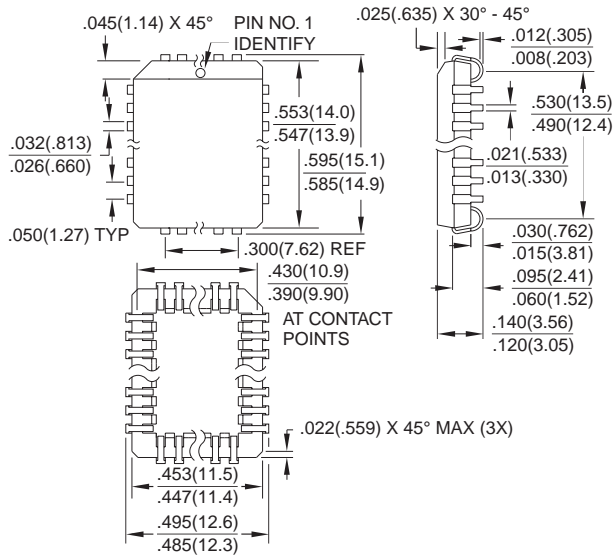 .045(1.14) X 45°
PIN NO. 1
IDENTIFY
.025(.635) X 30° - 45°
.012(.305)
.008(.203)
.553(14.0)
.547(13.9)
.530(13.5)
.490(12.4)
.032(.813)
.026(.660)
.595(15.1)
.585(14.9)
.021(.533)
.013(.330)
.050(1.27) TYP
.300(7.62) REF
.030(.762)
.015(3.81)
.430(10.9)
.390(9.90)
AT CONTACT
POINTS
.095(2.41)
.060(1.52)
.140(3.56)
.120(3.05)
.022(.559) X 45° MAX (3X)
.453(11.5)
.447(11.4)
.495(12.6)
.485(12.3)